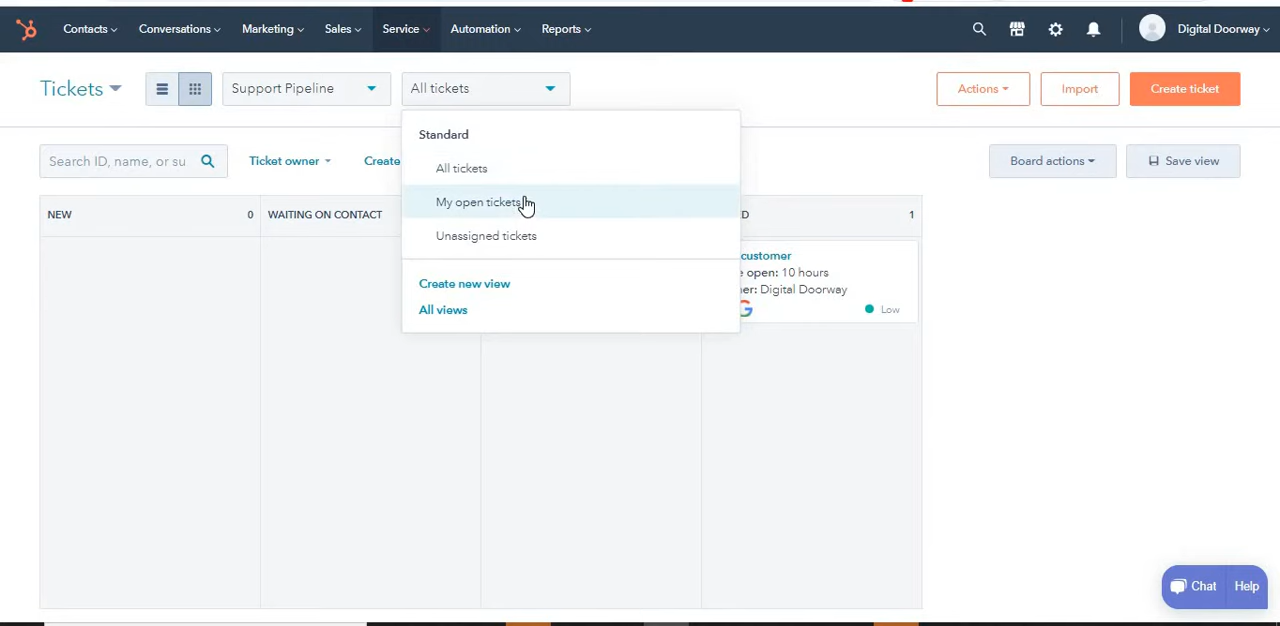 Contacts Conversations Marketing Sales Service Automation Reports Digital Doorway
Tickets Support Pipeline All tickets Actions Import Create ticket
Standard
Search ID, name, or su Ticket owner Create All tickets Board actions Save view
My open tickets
NEW 0 WAITING ON CONTACT D 1
Unassigned tickets
customer
e open: 10 hours
Create new view
ner: Digital Doorway
All views Low
Chat Help